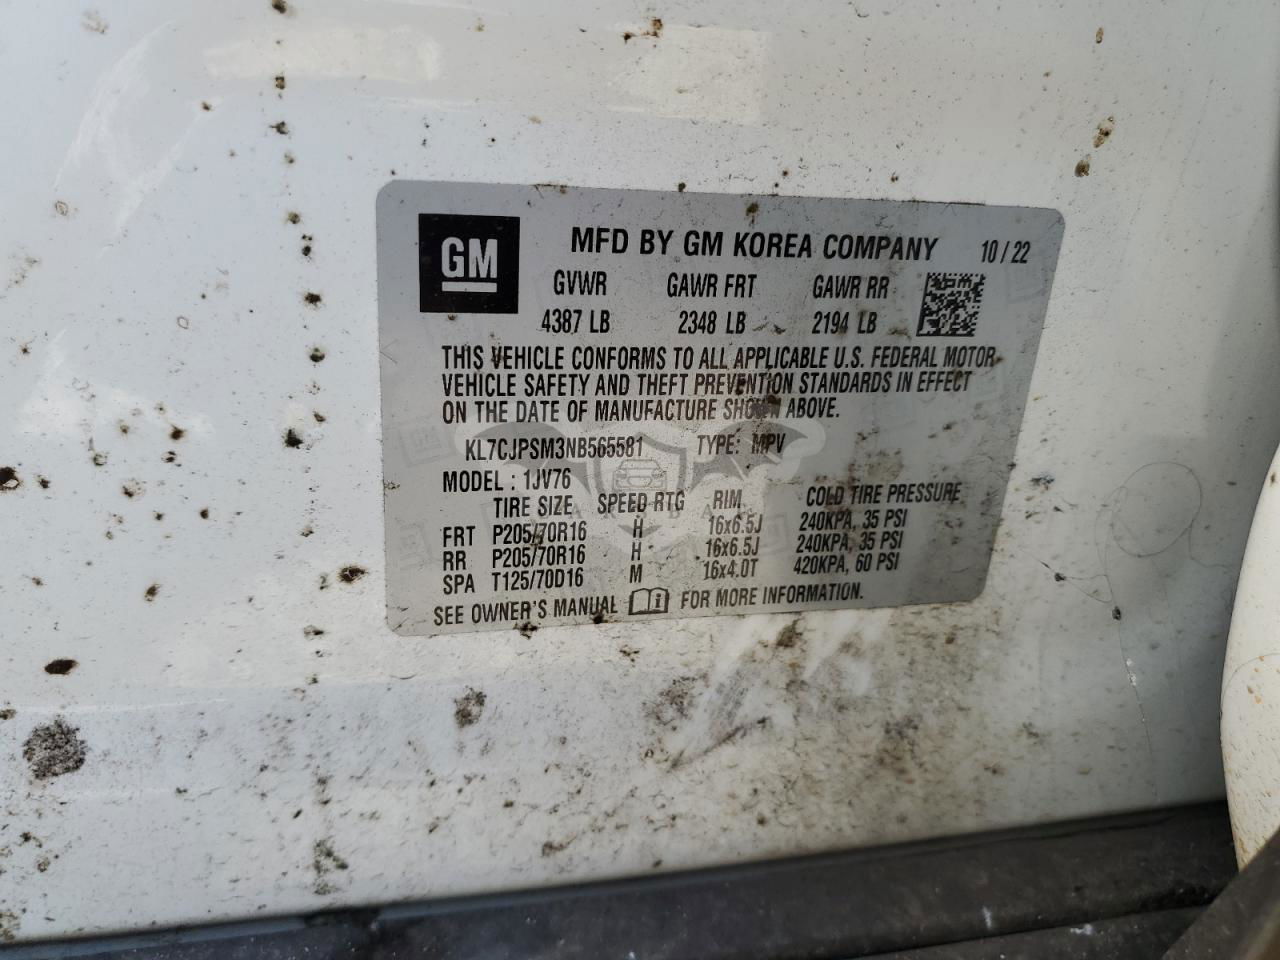 GM MFD BY GM KOREA COMPANY 10 / 22
GVWR GAWR FRT GAWR RR
4387 LB 2348 LB 2194 LB
THIS VEHICLE CONFORMS TO ALL APPLICABLE U.S. FEDERAL MOTOR
VEHICLE SAFETY AND THEFT PREVENTION STANDARDS IN EFFECT
ON THE DATE OF MANUFACTURE SHOWN ABOVE.
KL7CJPSM3NB565581 TYPE: MPV
MODEL : 1JV76
TIRE SIZE SPEED RTG RIM COLD TIRE PRESSURE
FRT P205/70R16 H 16x6.5J 240KPA, 35 PSI
RR P205/70R16 H 16x6.5J 240KPA, 35 PSI
SPA T125/70D16 M 16x4.0T 420KPA, 60 PSI
SEE OWNER'S MANUAL i FOR MORE INFORMATION.